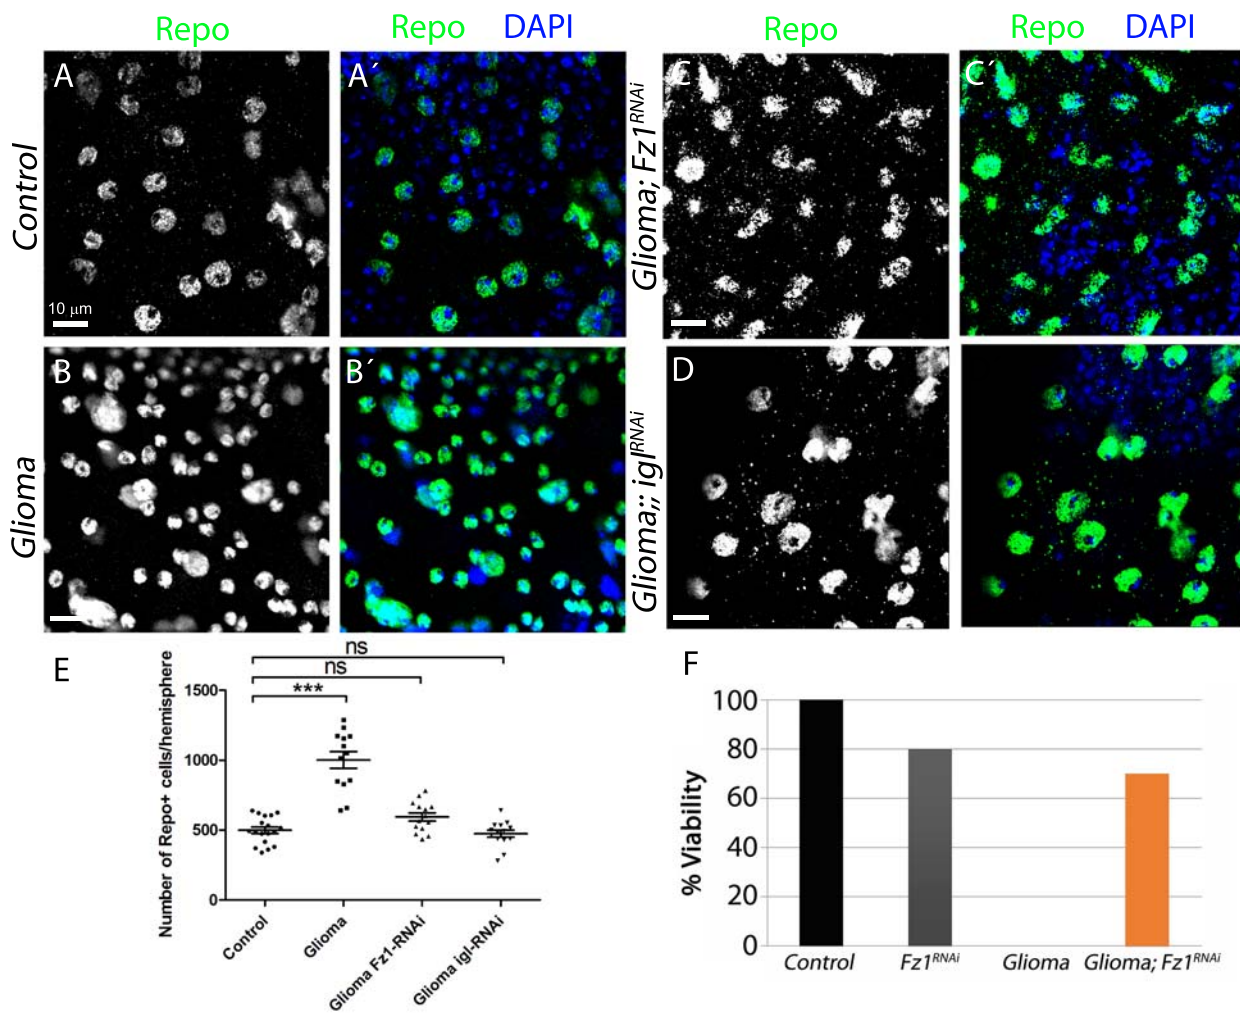 Repo
Repo DAPI
Repo
Repo DAPI
Control
A
A´
10 μm
Glioma; Fz1RNAi
C
C´
Glioma
B
B´
Glioma;; iglRNAi
D
E
ns
ns
***
Number of Repo+ cells/hemisphere
1500
1000
500
0
Control
Glioma
Glioma Fz1-RNAi
Glioma igl-RNAi
F
% Viability
100
80
60
40
20
0
Control
Fz1RNAi
Glioma
Glioma; Fz1RNAi